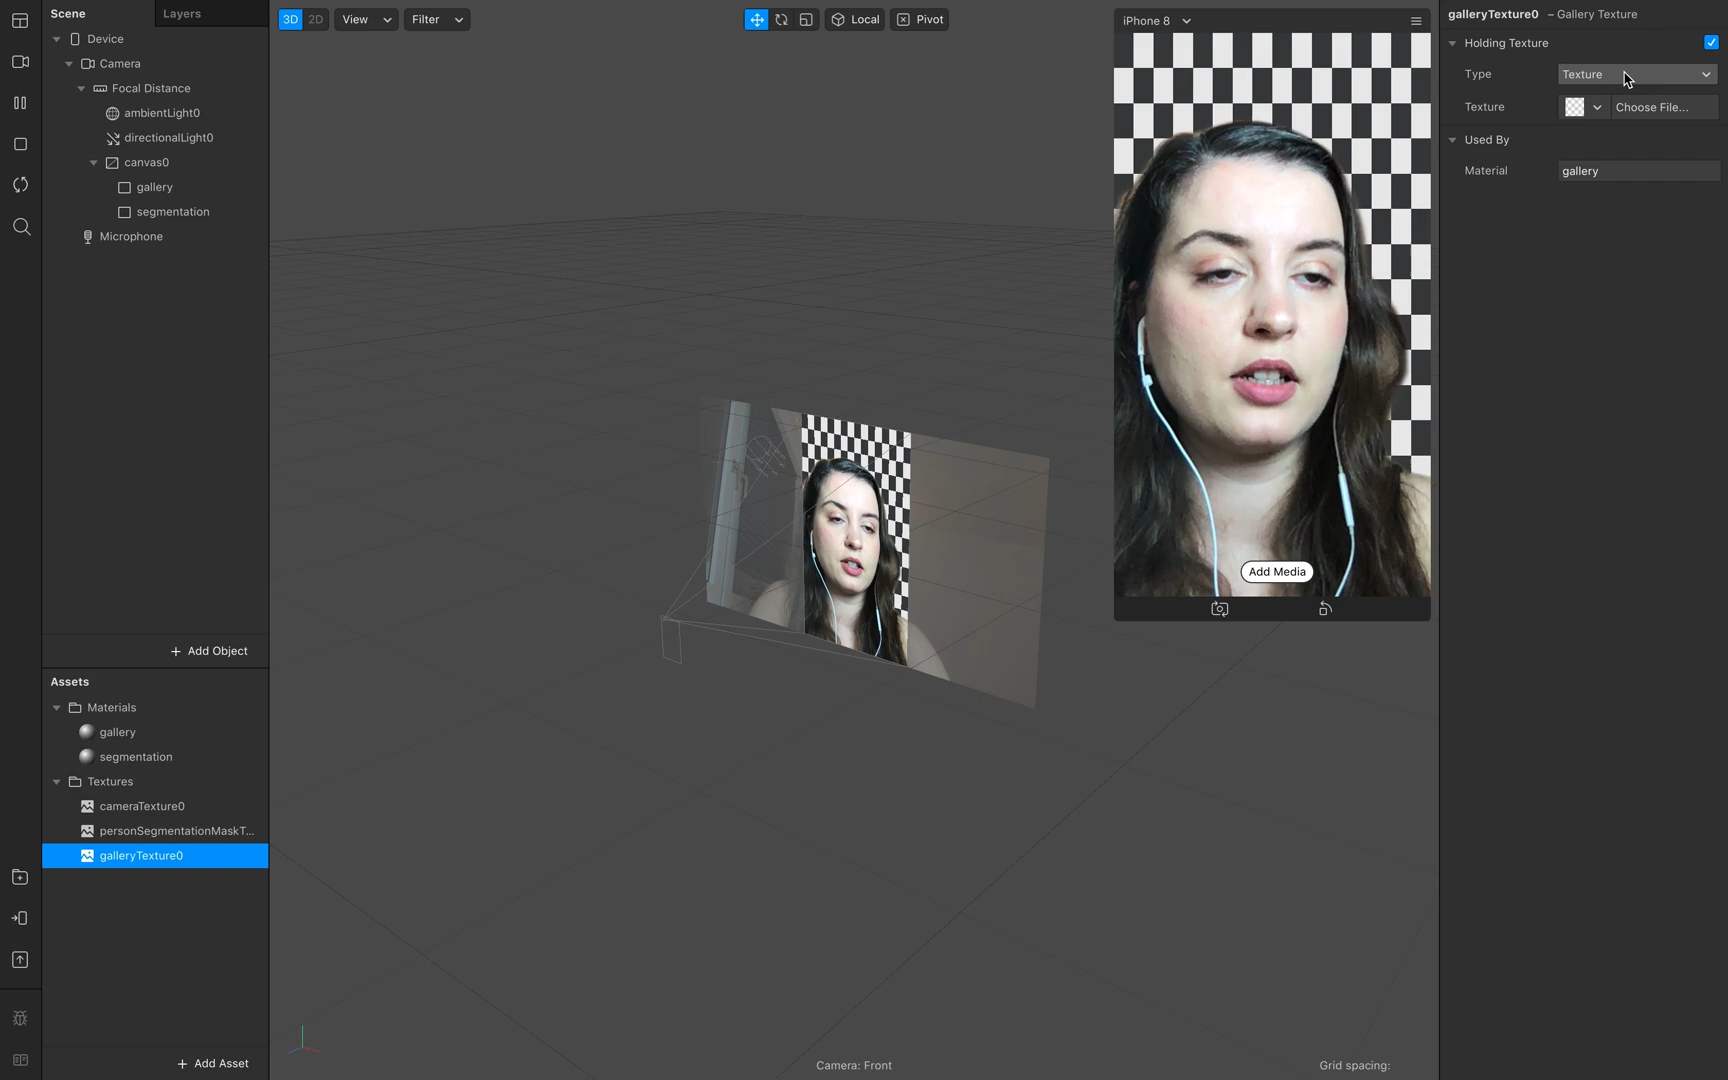 Scene
Layers
Device
Camera
Focal Distance
ambientLight0
directionalLight0
canvas0
gallery
segmentation
Microphone
+ Add Object
Assets
Materials
gallery
segmentation
Textures
cameraTexture0
personSegmentationMaskT...
galleryTexture0
+ Add Asset
3D 2D View Filter
Local Pivot
iPhone 8
Add Media
Camera: Front
Grid spacing:
galleryTexture0 – Gallery Texture
Holding Texture
Type Texture
Texture Choose File...
Used By
Material gallery